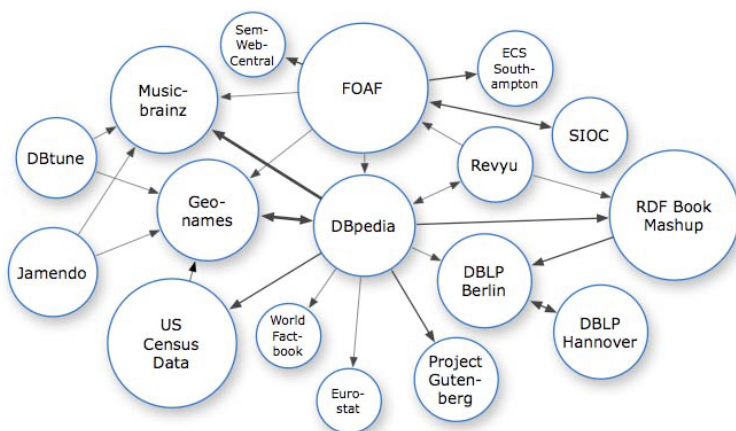 Sem-
Web-
Central
FOAF
ECS
South-
ampton
Music-
brainz
SIOC
DBtune
Revyu
Geo-
names
DBpedia
RDF Book
Mashup
Jamendo
DBLP
Berlin
US
Census
Data
World
Fact-
book
DBLP
Hannover
Project
Guten-
berg
Euro-
stat